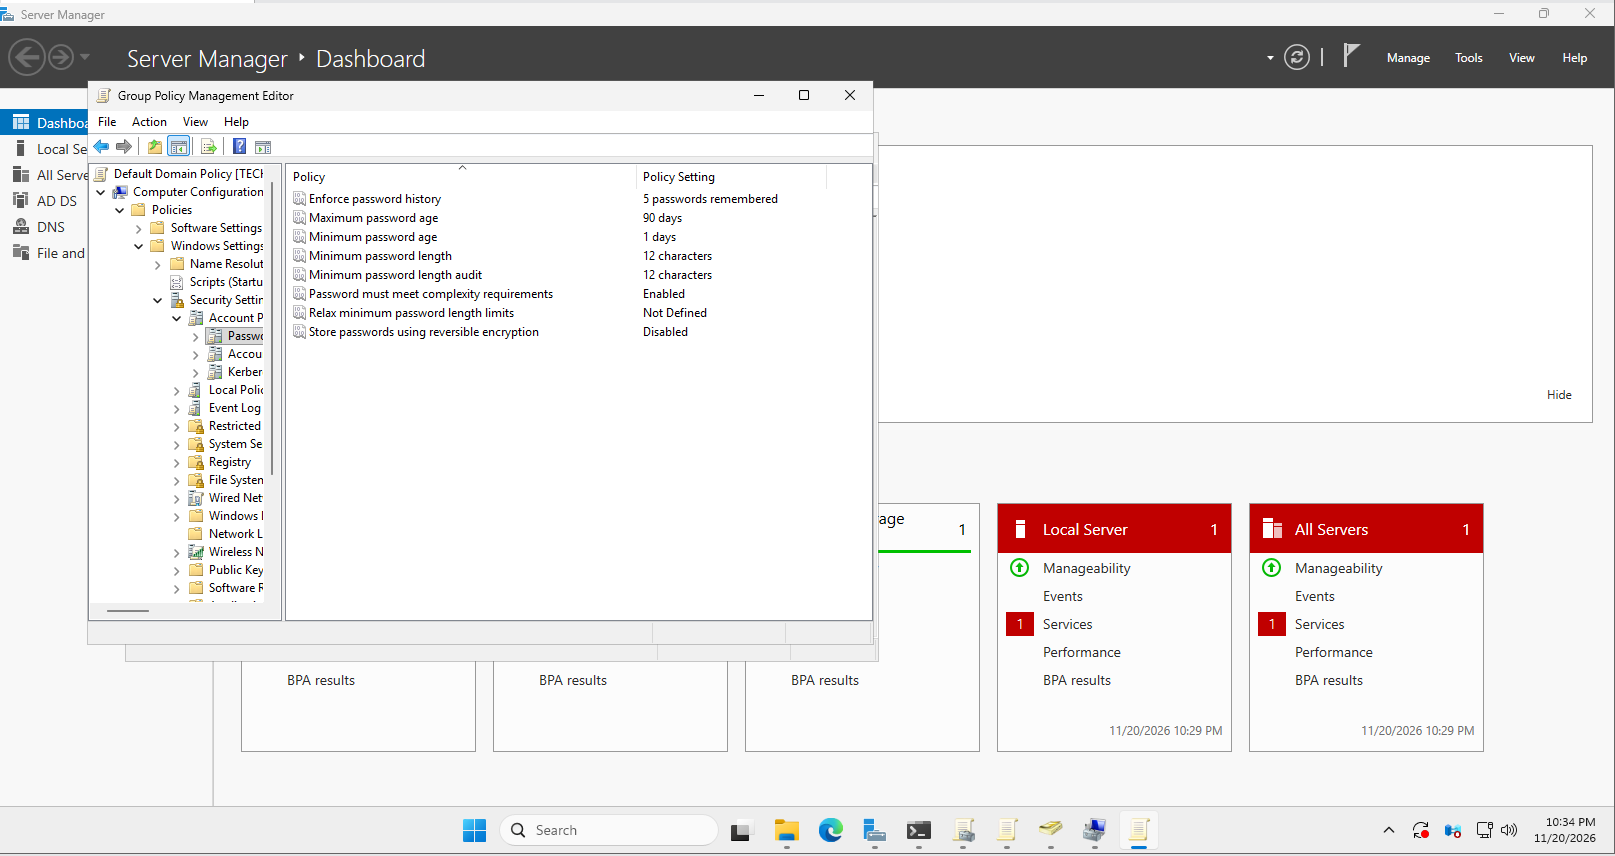 Server Manager
Server Manager ‣ Dashboard
Manage Tools View Help
Group Policy Management Editor
File Action View Help
Dashboa
Local Se
All Serve
AD DS
DNS
File and
Default Domain Policy [TECH
Computer Configuration
Policies
Software Settings
Windows Settings
Name Resolut
Scripts (Startu
Security Settin
Account P
Passwo
Accou
Kerber
Local Polic
Event Log
Restricted
System Se
Registry
File System
Wired Net
Windows
Network L
Wireless N
Public Key
Software R
Policy Policy Setting
Enforce password history 5 passwords remembered
Maximum password age 90 days
Minimum password age 1 days
Minimum password length 12 characters
Minimum password length audit 12 characters
Password must meet complexity requirements Enabled
Relax minimum password length limits Not Defined
Store passwords using reversible encryption Disabled
Hide
BPA results
BPA results
age 1
BPA results
Local Server 1
Manageability
Events
1 Services
Performance
BPA results
11/20/2026 10:29 PM
All Servers 1
Manageability
Events
1 Services
Performance
BPA results
11/20/2026 10:29 PM
Search
10:34 PM
11/20/2026